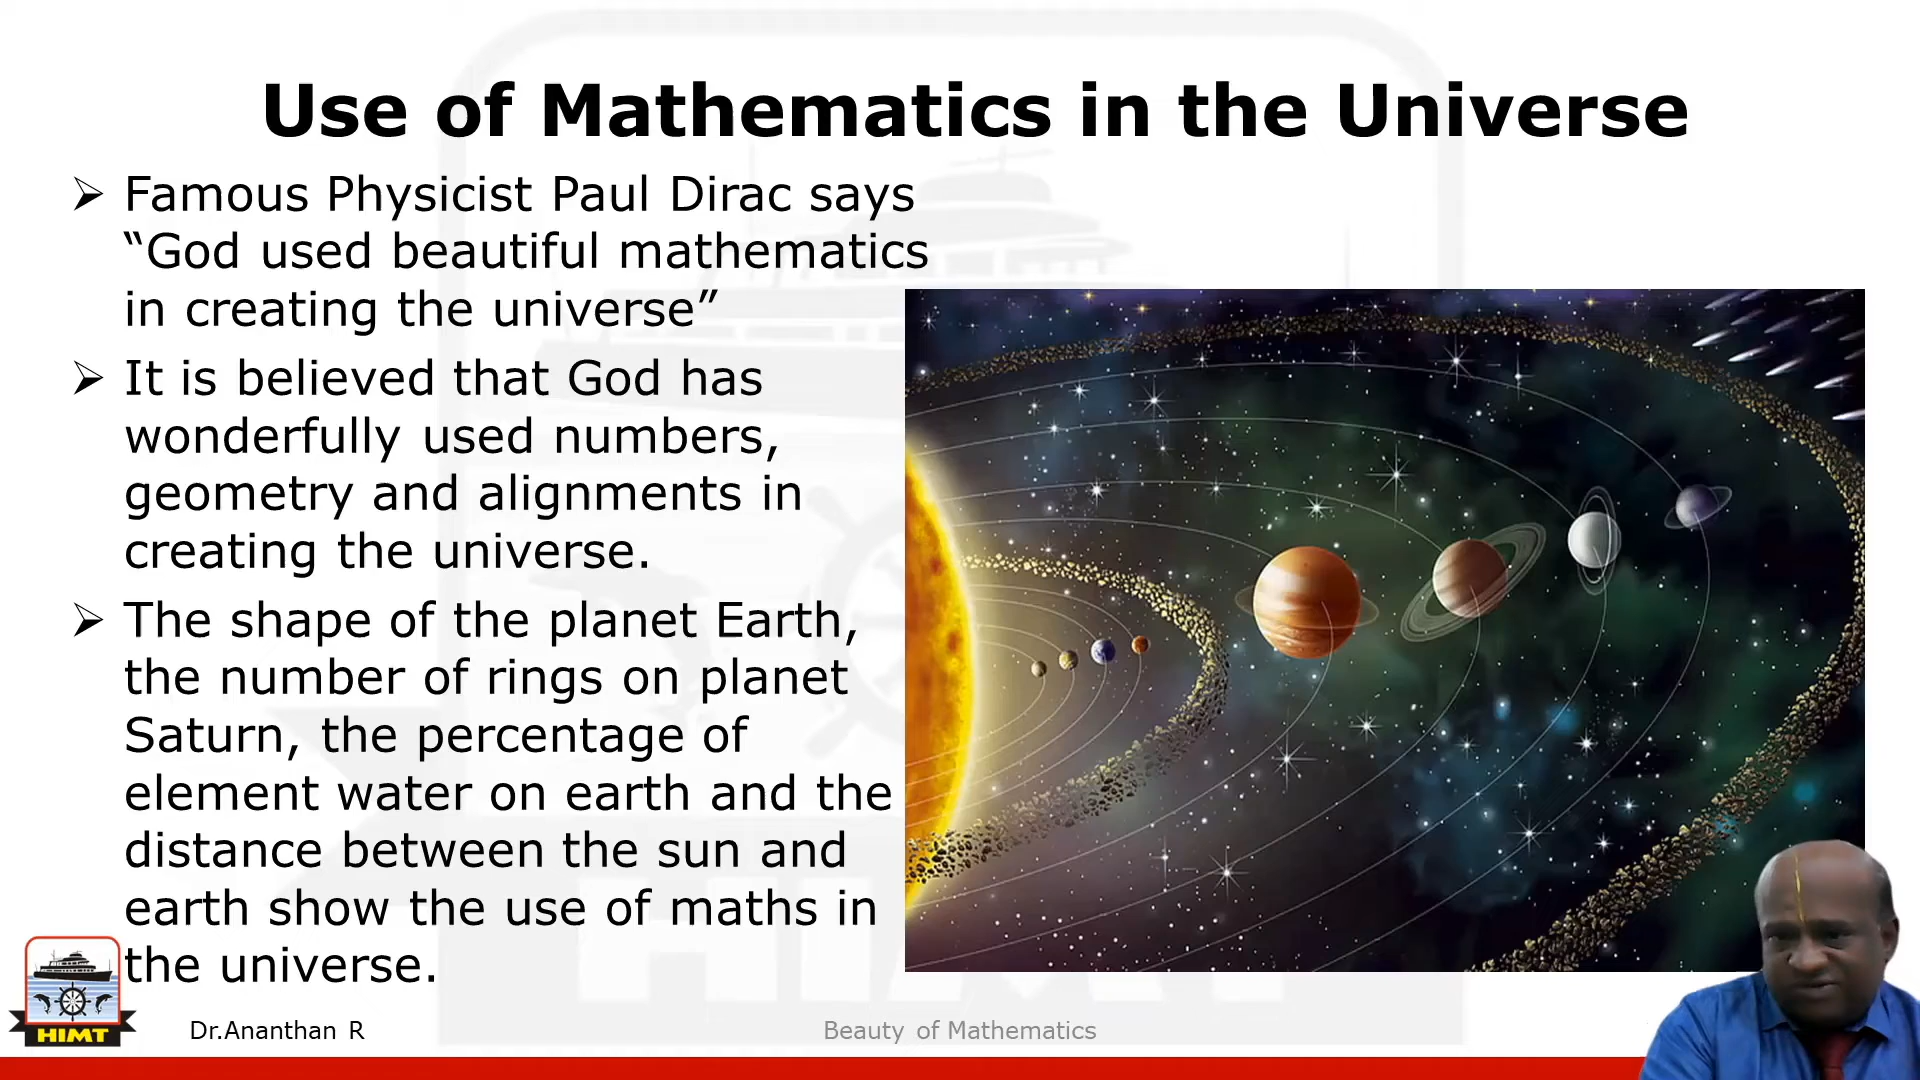 Use of Mathematics in the Universe
➢ Famous Physicist Paul Dirac says
“God used beautiful mathematics
in creating the universe”
➢ It is believed that God has
wonderfully used numbers,
geometry and alignments in
creating the universe.
➢ The shape of the planet Earth,
the number of rings on planet
Saturn, the percentage of
element water on earth and the
distance between the sun and
earth show the use of maths in
the universe.
HIMT
HIMT
Dr.Ananthan R
Beauty of Mathematics